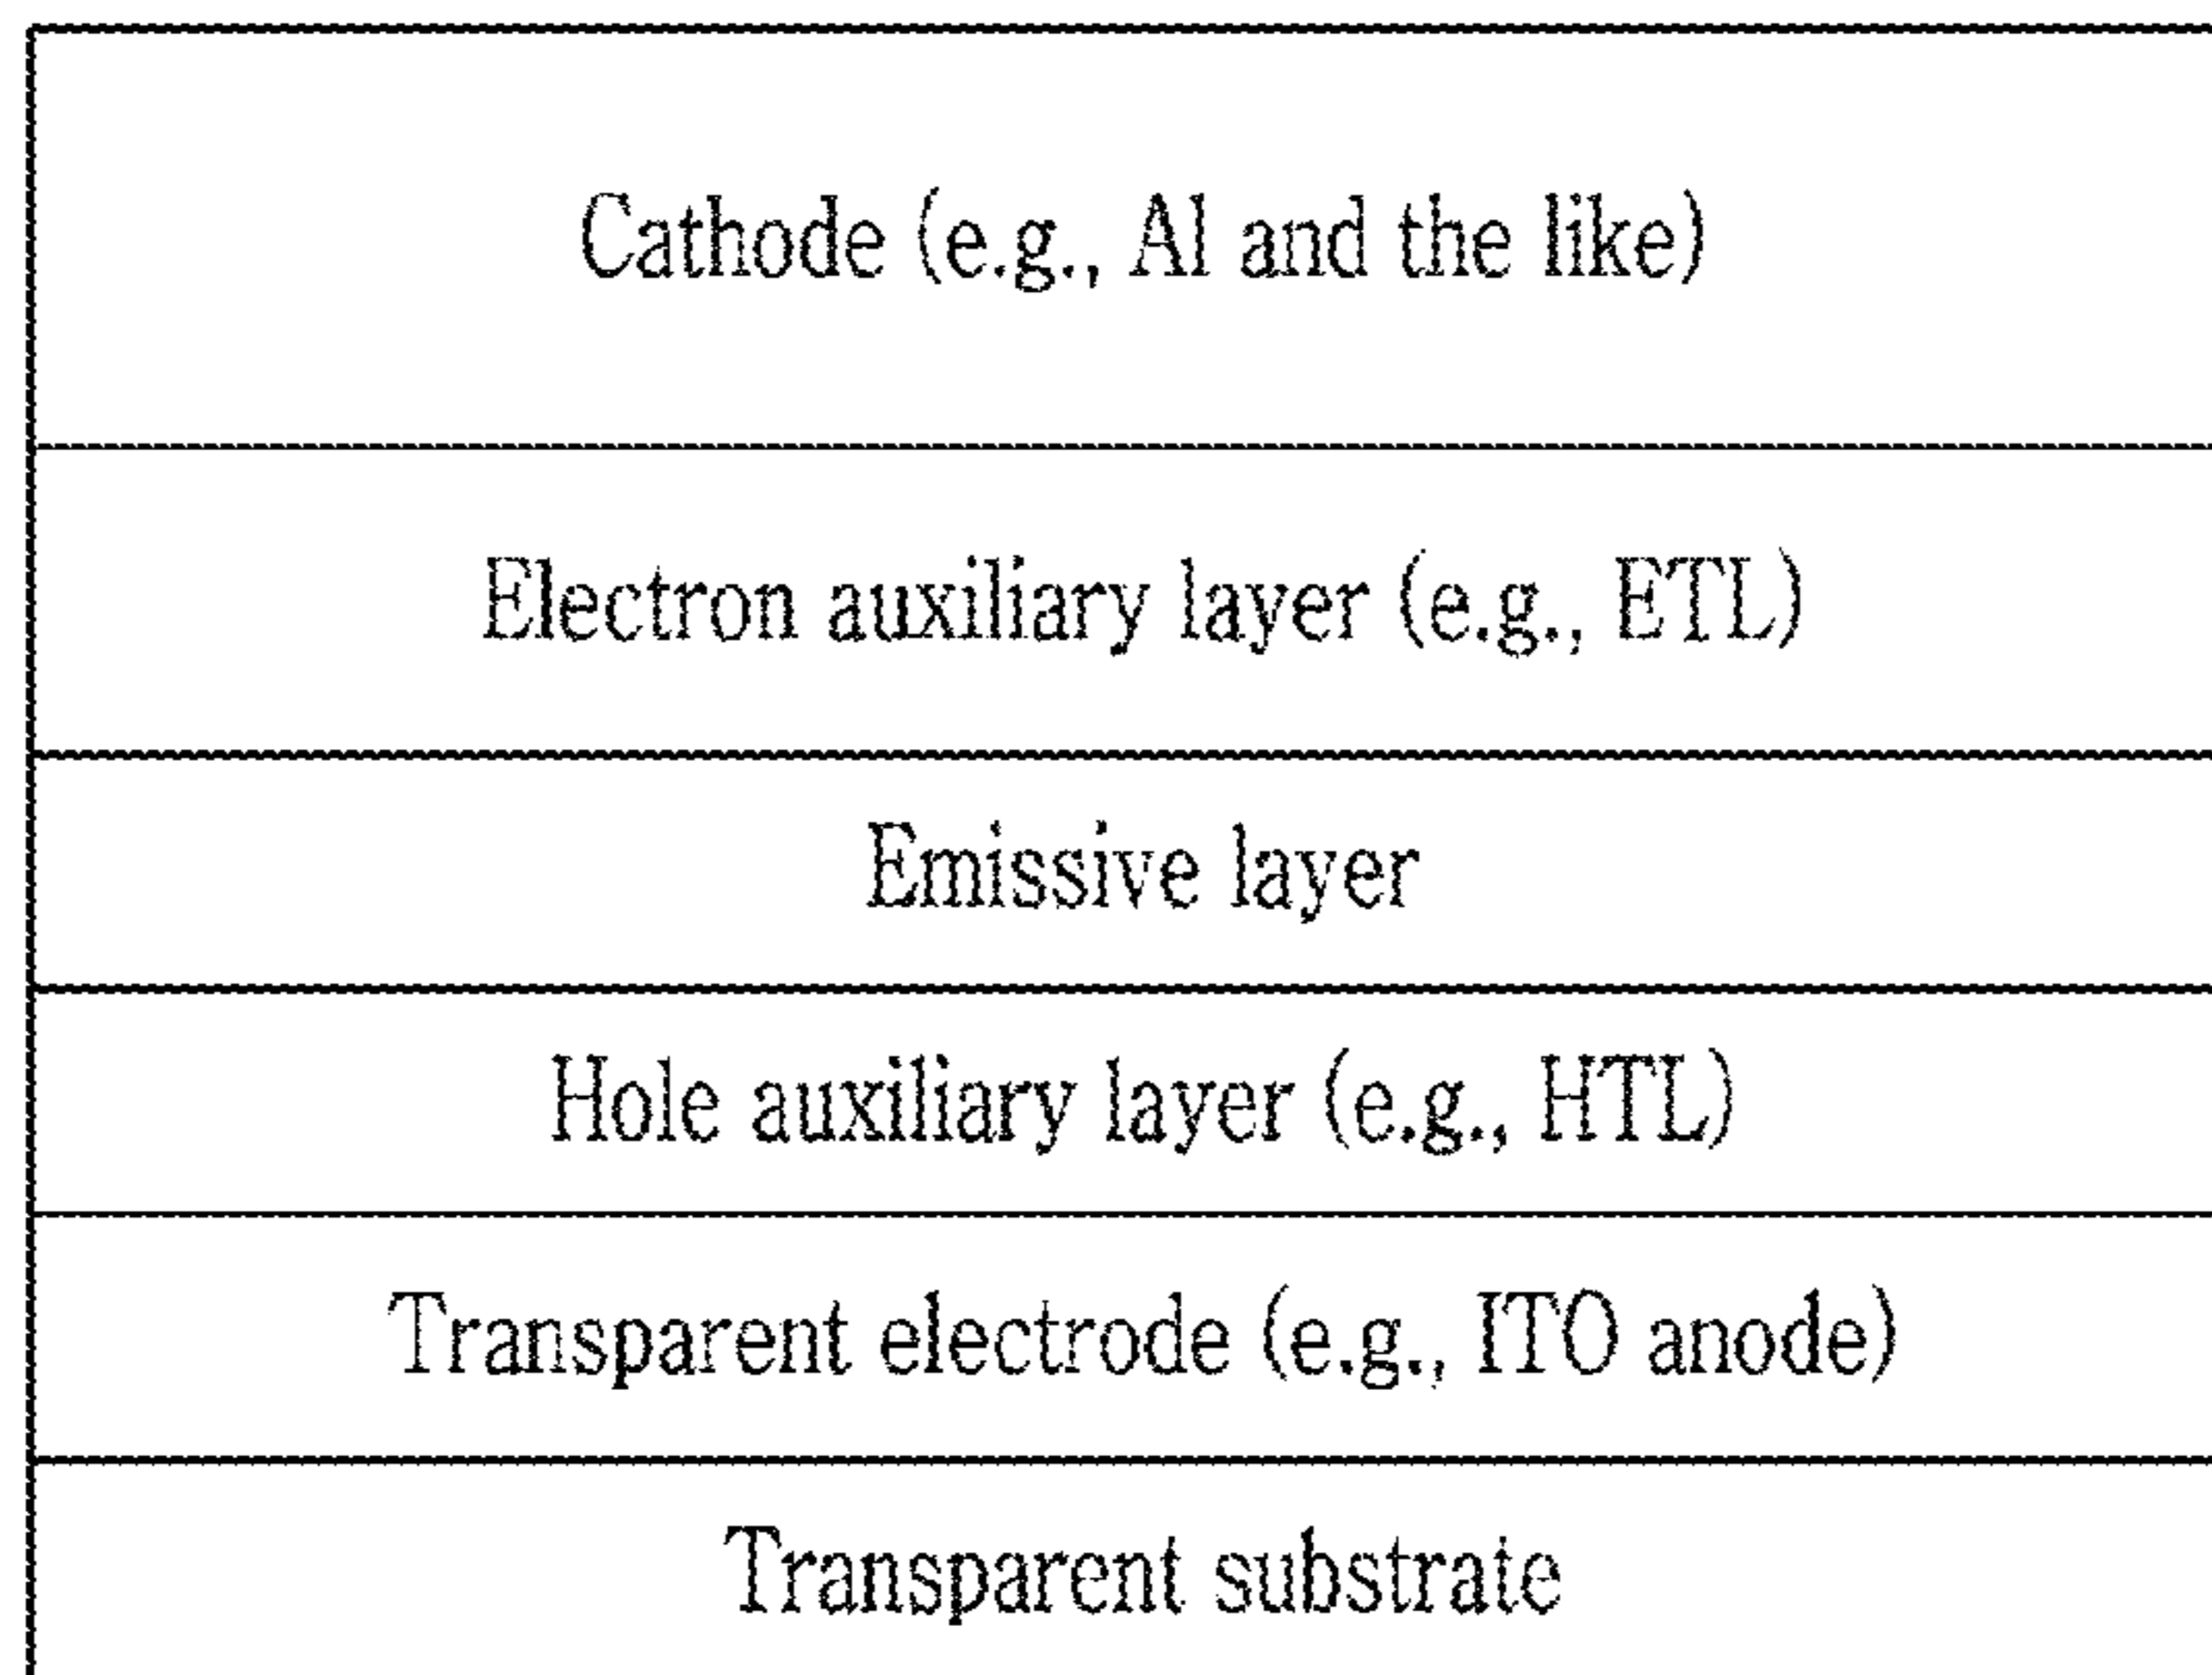 Cathode (e.g., Al and the like)
Electron auxiliary layer (e.g., ETL)
Emissive layer
Hole auxiliary layer (e.g., HTL)
Transparent electrode (e.g., ITO anode)
Transparent substrate